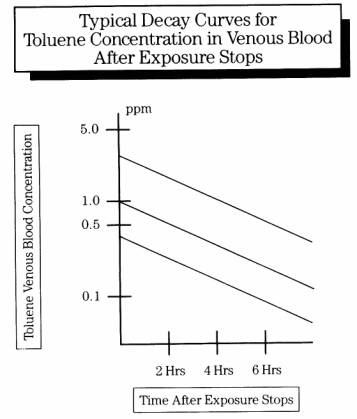 Typical Decay Curves for
Toluene Concentration in Venous Blood
After Exposure Stops
ppm
5.0
1.0
0.5
0.1
Toluene Venous Blood Concentration
2 Hrs
4 Hrs
6 Hrs
Time After Exposure Stops